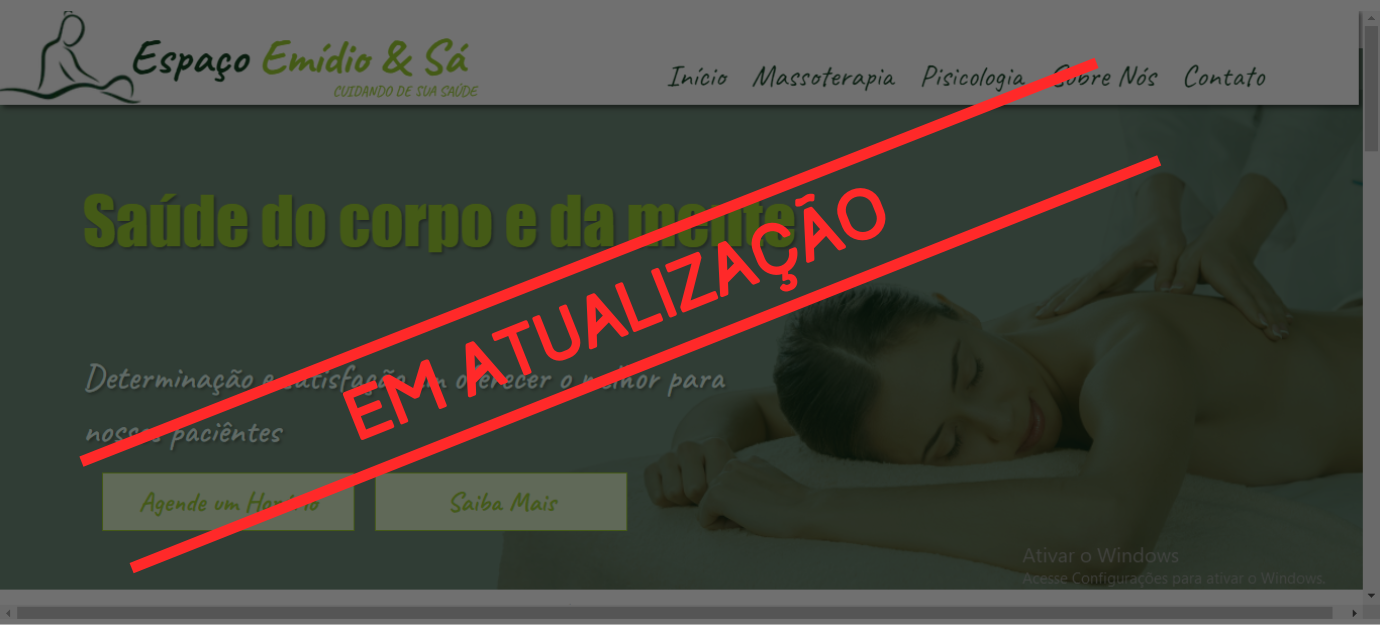 Espaço Emídio & Sá
CUIDANDO DE SUA SAÚDE
Início Massoterapia Pisicologia Sobre Nós Contato
Saúde do corpo e da mente
EM ATUALIZAÇÃO
Determinação e satisfação em oferecer o melhor para
nossos paciêntes
Agende um Horário Saiba Mais
Ativar o Windows
Acesse Configurações para ativar o Windows.